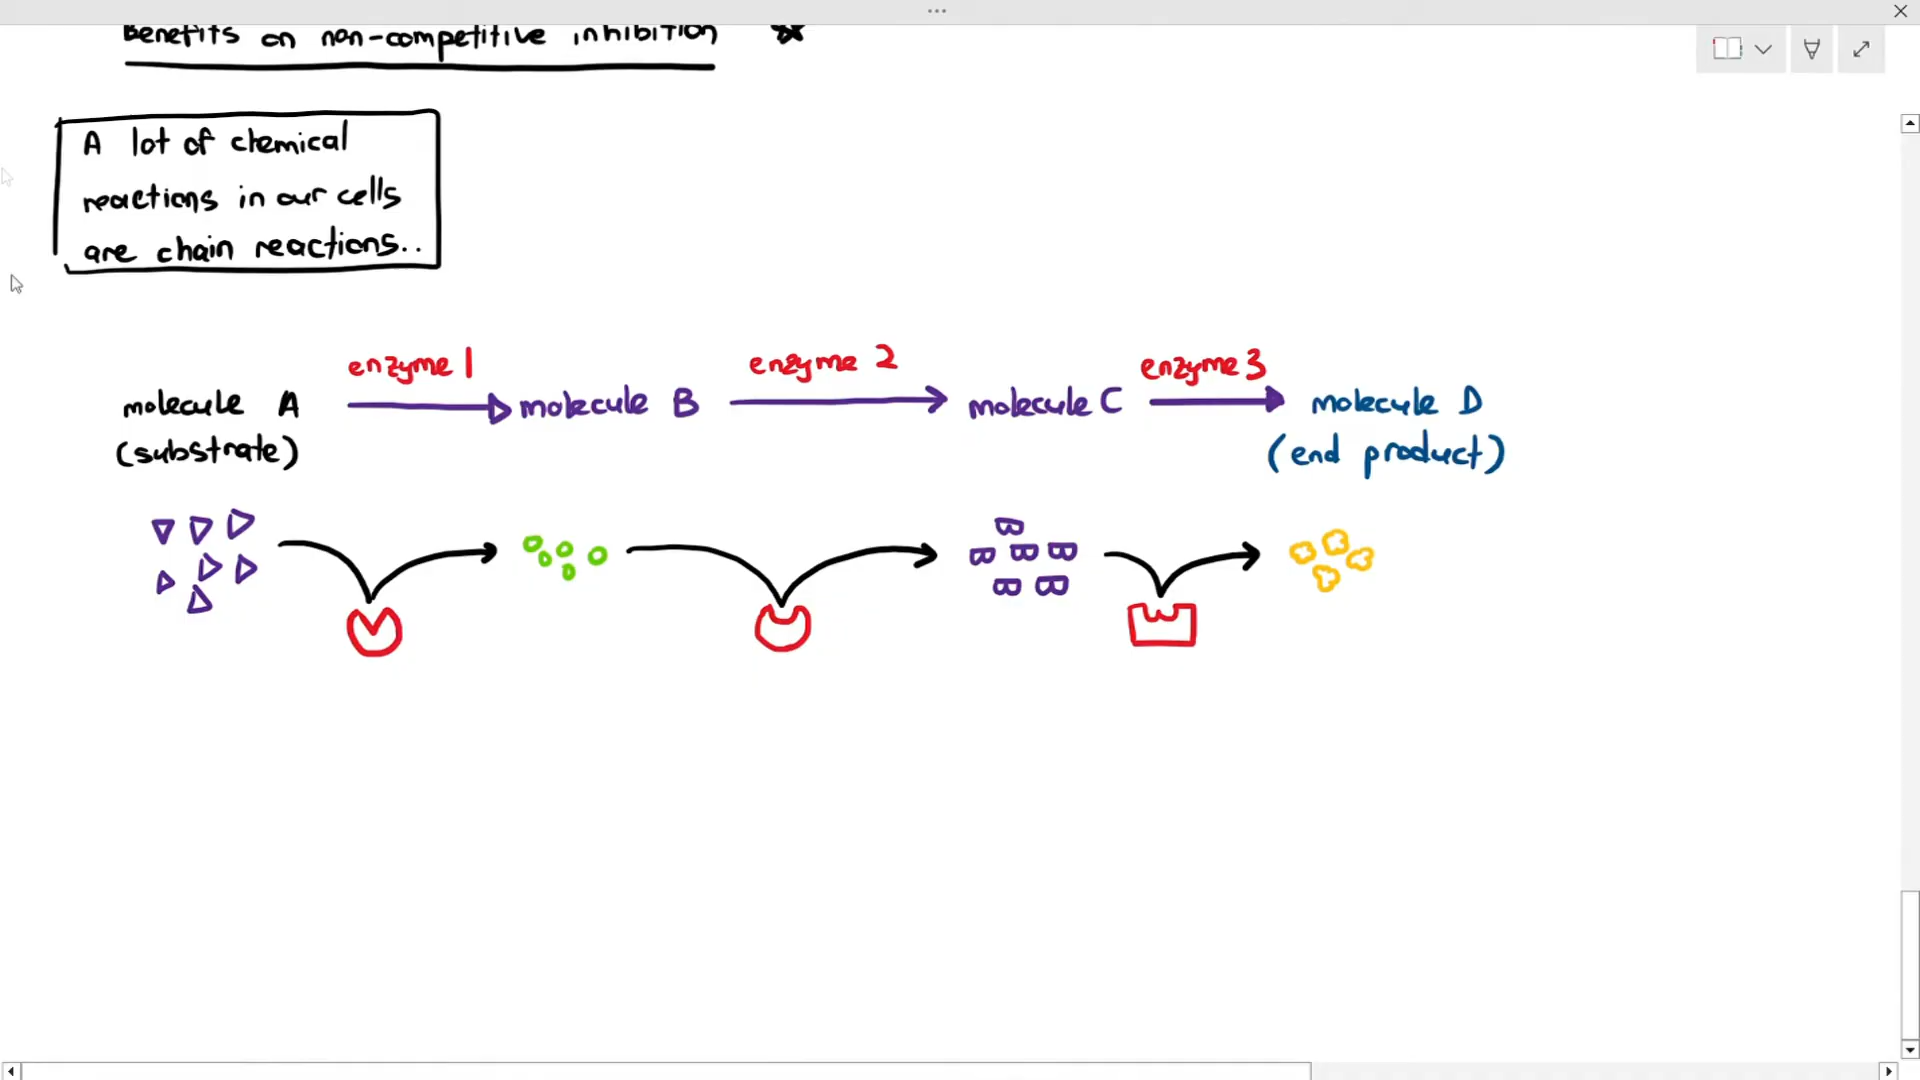 Benefits on non-competitive inhibition
A lot of chemical
reactions in our cells
are chain reactions..
enzyme 1 enzyme 2 enzyme 3
molecule A molecule B molecule C molecule D
(substrate) (end product)